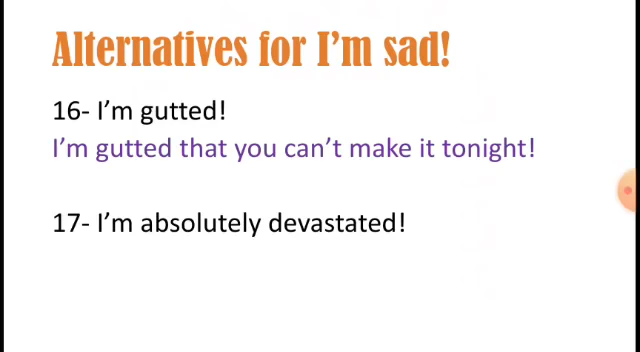 Alternatives for I'm sad!
16- I'm gutted!
I'm gutted that you can't make it tonight!
17- I'm absolutely devastated!